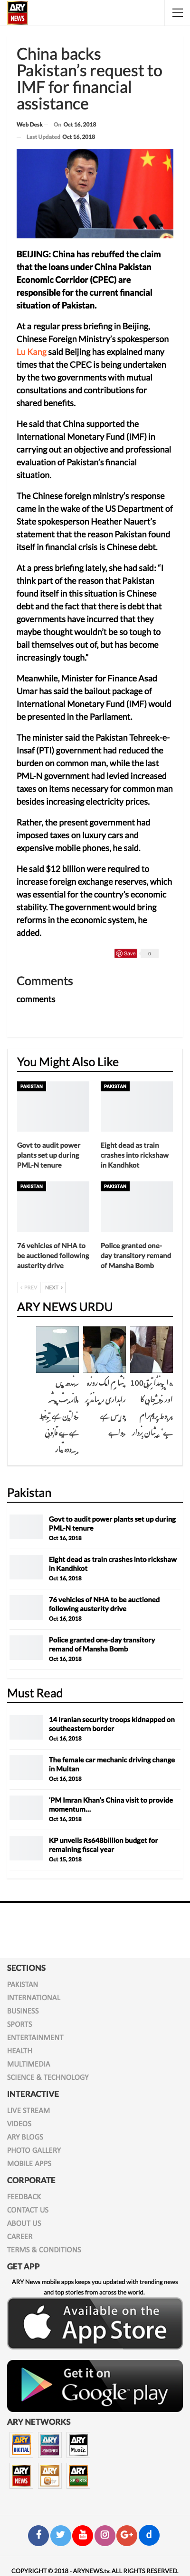 ARY
NEWS
China backs
Pakistan's request to
IMF for financial
assistance
Web Desk — On Oct 16, 2018
— Last Updated Oct 16, 2018
BEIJING: China has rebuffed the claim
that the loans under China Pakistan
Economic Corridor (CPEC) are
responsible for the current financial
situation of Pakistan.
At a regular press briefing in Beijing,
Chinese Foreign Ministry's spokesperson
Lu Kang said Beijing has explained many
times that the CPEC is being undertaken
by the two governments with mutual
consultations and contributions for
shared benefits.
He said that China supported the
International Monetary Fund (IMF) in
carrying out an objective and professional
evaluation of Pakistan's financial
situation.
The Chinese foreign ministry's response
came in the wake of the US Department of
State spokesperson Heather Nauert's
statement that the reason Pakistan found
itself in financial crisis is Chinese debt.
At a press briefing lately, she had said: "I
think part of the reason that Pakistan
found itself in this situation is Chinese
debt and the fact that there is debt that
governments incurred that they maybe
thought wouldn't be so tough to bail
themselves out of, but has become
increasingly tough."
Meanwhile, Minister for Finance Asad
Umar has said the bailout package of
International Monetary Fund (IMF) would
be presented in the Parliament.
The minister said the Pakistan Tehreek-e-
Insaf (PTI) government had reduced the
burden on common man, while the last
PML-N government had levied increased
taxes on items necessary for common man
besides increasing electricity prices.
Rather, the present government had
imposed taxes on luxury cars and
expensive mobile phones, he said.
He said $12 billion were required to
increase foreign exchange reserves, which
was essential for the country's economic
stability. The government would bring
reforms in the economic system, he
added.
Save 0
Comments
comments
You Might Also Like
PAKISTAN PAKISTAN
Govt to audit power
plants set up during
PML-N tenure
Eight dead as train
crashes into rickshaw
in Kandhkot
PAKISTAN PAKISTAN
76 vehicles of NHA to
be auctioned following
austerity drive
Police granted one-
day transitory remand
of Mansha Bomb
PREV NEXT
ARY NEWS URDU
Pakistan
Govt to audit power plants set up during
PML-N tenure
Oct 16, 2018
Eight dead as train crashes into rickshaw
in Kandhkot
Oct 16, 2018
76 vehicles of NHA to be auctioned
following austerity drive
Oct 16, 2018
Police granted one-day transitory
remand of Mansha Bomb
Oct 16, 2018
Must Read
14 Iranian security troops kidnapped on
southeastern border
Oct 16, 2018
The female car mechanic driving change
in Multan
Oct 16, 2018
'PM Imran Khan's China visit to provide
momentum...
Oct 16, 2018
KP unveils Rs648billion budget for
remaining fiscal year
Oct 15, 2018
SECTIONS
PAKISTAN
INTERNATIONAL
BUSINESS
SPORTS
ENTERTAINMENT
HEALTH
MULTIMEDIA
SCIENCE & TECHNOLOGY
INTERACTIVE
LIVE STREAM
VIDEOS
ARY BLOGS
PHOTO GALLERY
MOBILE APPS
CORPORATE
FEEDBACK
CONTACT US
ABOUT US
CAREER
TERMS & CONDITIONS
GET APP
ARY News mobile apps keeps you updated with trending news
and top stories from across the world.
Available on the
App Store
Get it on
Google play
ARY NETWORKS
ARY DIGITAL ARY ZINDAGI ARY Musik
ARY NEWS ARY ARY SPORTS
COPYRIGHT © 2018 - ARYNEWS.tv. ALL RIGHTS RESERVED.